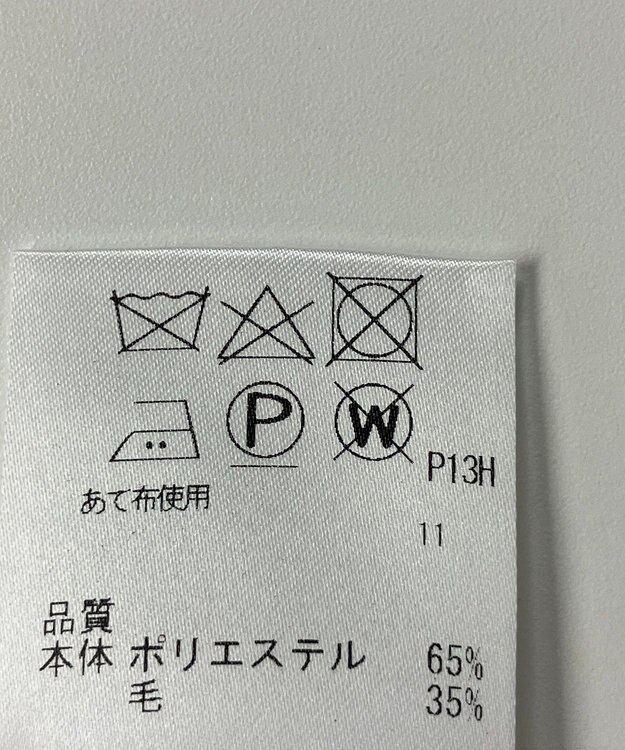 P W
P13H
あて布使用
11
品質
本体 ポリエステル 65%
毛 35%